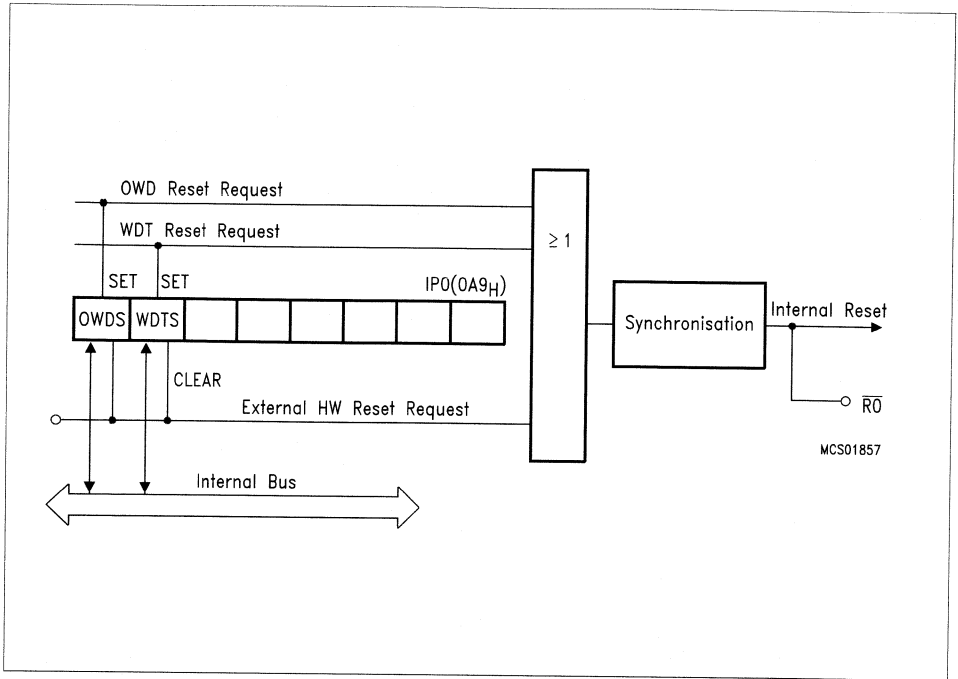 OWD Reset Request
WDT Reset Request
≥ 1
SET SET
IP0(0A9H)
OWDS WDTS
Synchronisation
Internal Reset
CLEAR
External HW Reset Request
RO
MCS01857
Internal Bus